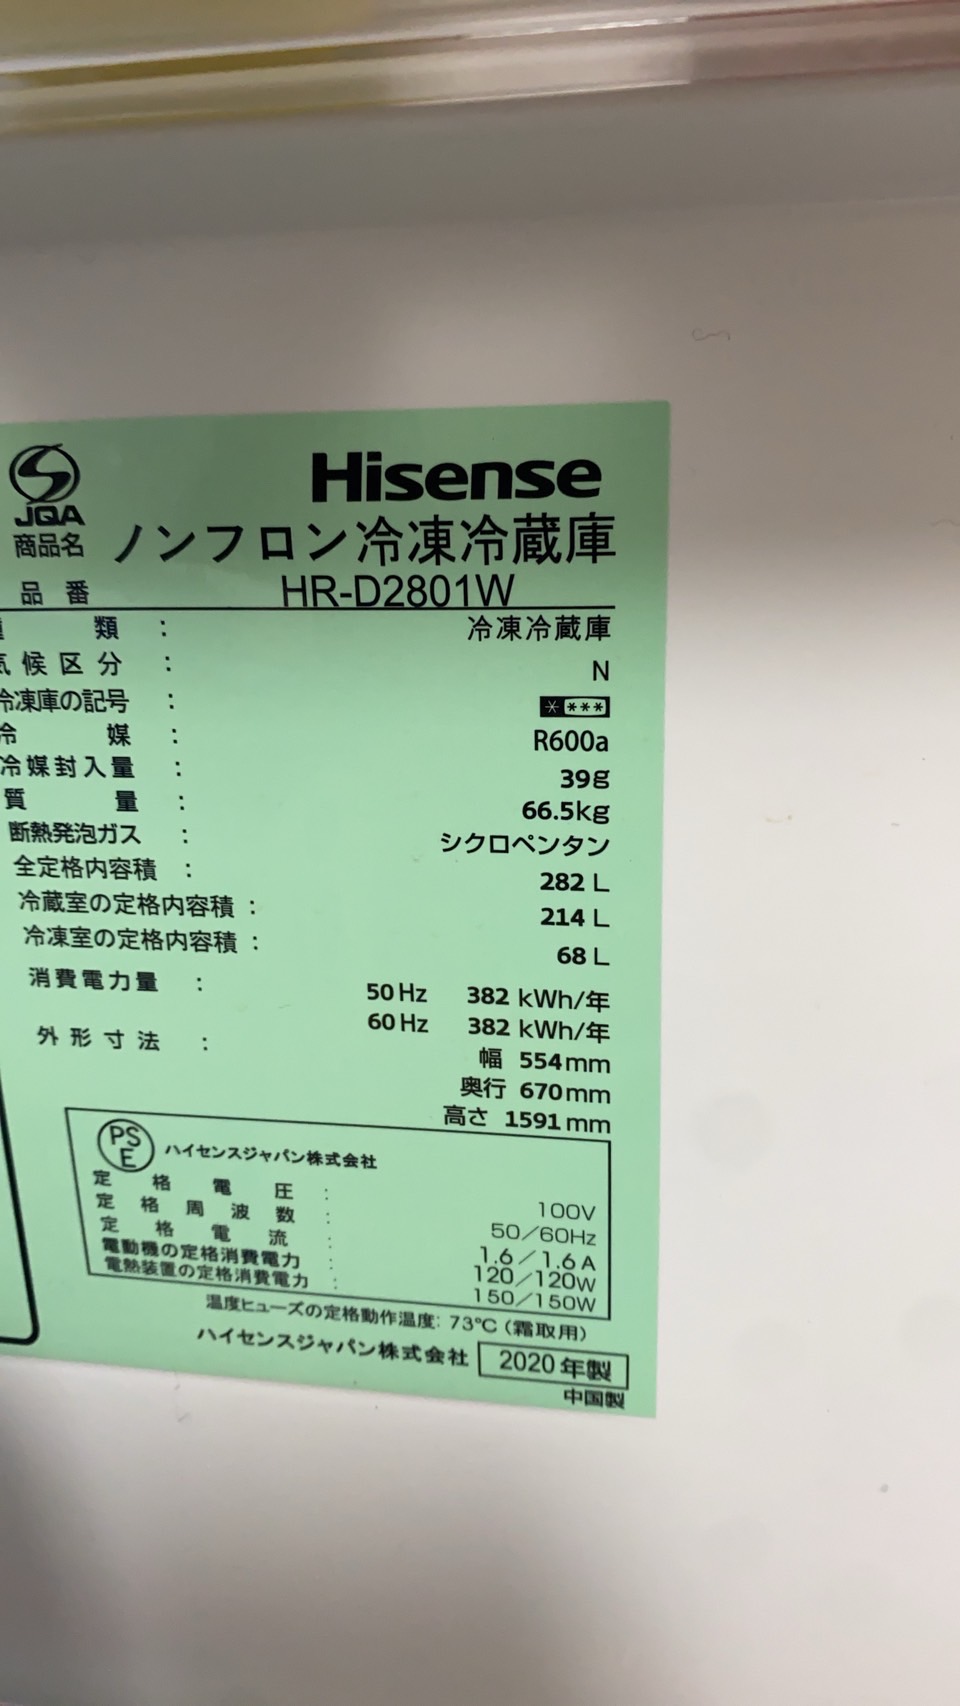 Hisense
JQA
商品名 ノンフロン冷凍冷蔵庫
品番 HR-D2801W
類 : 冷凍冷蔵庫
気候区分 : N
冷凍庫の記号 : * ***
冷媒 : R600a
冷媒封入量 : 39g
質量 : 66.5kg
断熱発泡ガス : シクロペンタン
全定格内容積 : 282 L
冷蔵室の定格内容積 : 214 L
冷凍室の定格内容積 : 68 L
消費電力量 : 50 Hz 382 kWh/年
60 Hz 382 kWh/年
外形寸法 : 幅 554mm
奥行 670mm
高さ 1591mm
PSE ハイセンスジャパン株式会社
定格電圧 : 100V
定格周波数 : 50/60Hz
定格電流 : 1.6/1.6A
電動機の定格消費電力 : 120/120W
電熱装置の定格消費電力 : 150/150W
温度ヒューズの定格動作温度: 73℃(霜取用)
ハイセンスジャパン株式会社 2020年製
中国製